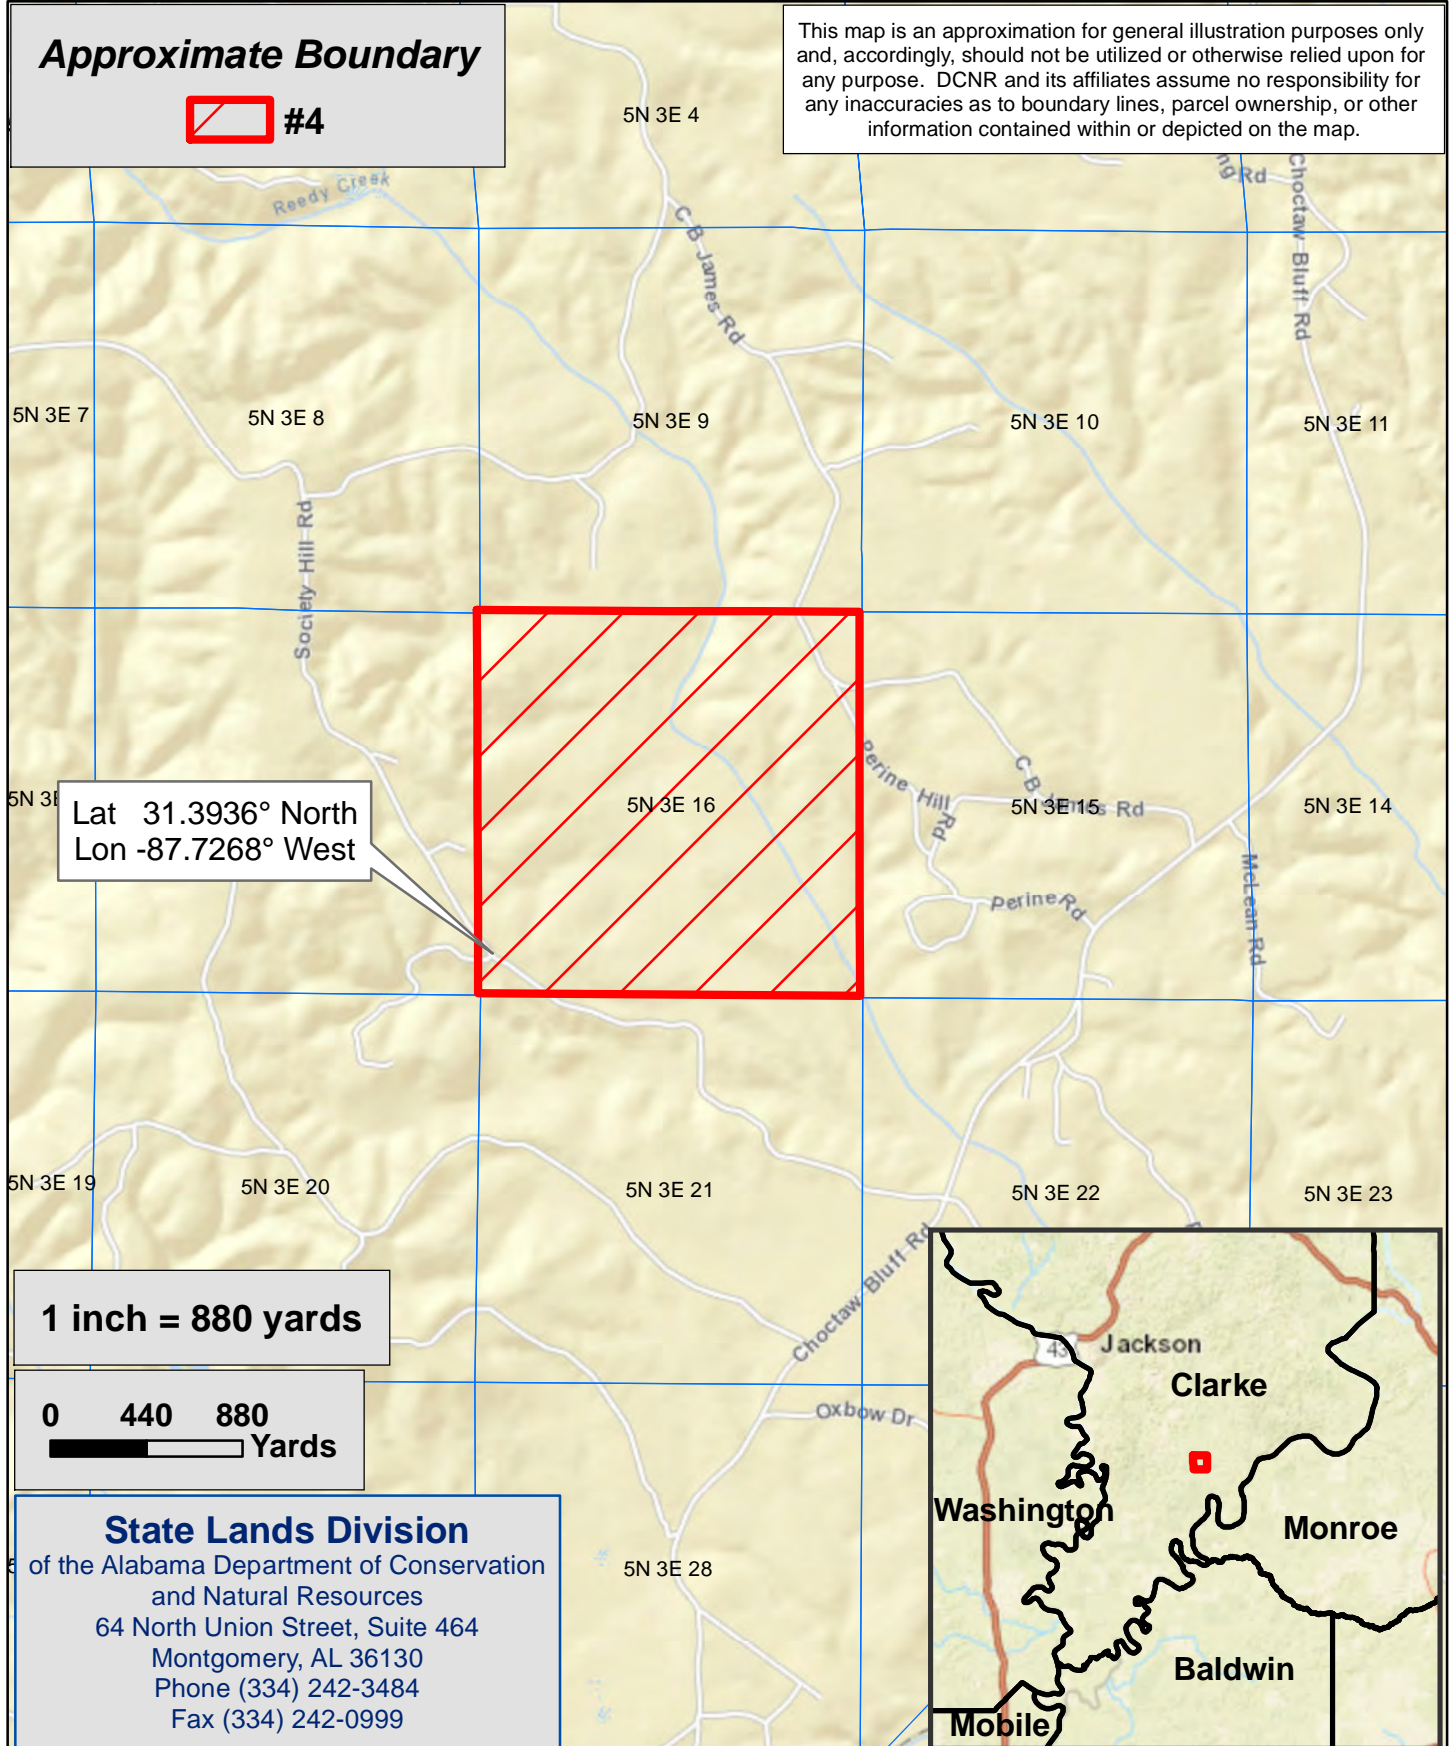 Approximate Boundary
#4
This map is an approximation for general illustration purposes only
and, accordingly, should not be utilized or otherwise relied upon for
any purpose. DCNR and its affiliates assume no responsibility for
any inaccuracies as to boundary lines, parcel ownership, or other
information contained within or depicted on the map.
5N 3E 4
Reedy Creek
C B James Rd
Rd
Choctaw Bluff Rd
5N 3E 7
5N 3E 8
5N 3E 9
5N 3E 10
5N 3E 11
Society Hill Rd
5N 3E
Lat 31.3936° North
Lon -87.7268° West
5N 3E 16
Perine Hill Rd
C B James Rd
5N 3E 15
5N 3E 14
Perine Rd
McLean Rd
5N 3E 19
5N 3E 20
5N 3E 21
5N 3E 22
5N 3E 23
Choctaw Bluff Rd
Oxbow Dr
5N 3E 28
1 inch = 880 yards
0 440 880
Yards
State Lands Division
of the Alabama Department of Conservation
and Natural Resources
64 North Union Street, Suite 464
Montgomery, AL 36130
Phone (334) 242-3484
Fax (334) 242-0999
43
Jackson
Clarke
Washington
Monroe
Baldwin
Mobile